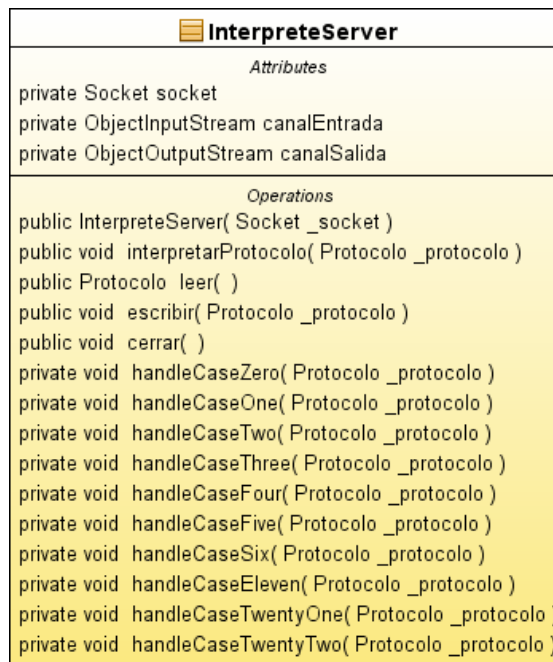 InterpreteServer
Attributes
private Socket socket
private ObjectInputStream canalEntrada
private ObjectOutputStream canalSalida
Operations
public InterpreteServer( Socket _socket )
public void interpretarProtocolo( Protocolo _protocolo )
public Protocolo leer( )
public void escribir( Protocolo _protocolo )
public void cerrar( )
private void handleCaseZero( Protocolo _protocolo )
private void handleCaseOne( Protocolo _protocolo )
private void handleCaseTwo( Protocolo _protocolo )
private void handleCaseThree( Protocolo _protocolo )
private void handleCaseFour( Protocolo _protocolo )
private void handleCaseFive( Protocolo _protocolo )
private void handleCaseSix( Protocolo _protocolo )
private void handleCaseEleven( Protocolo _protocolo )
private void handleCaseTwentyOne( Protocolo _protocolo )
private void handleCaseTwentyTwo( Protocolo _protocolo )